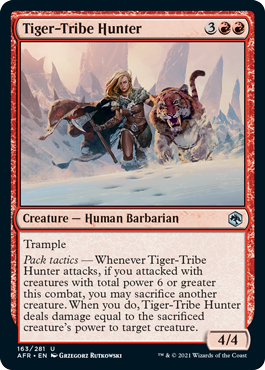 Tiger-Tribe Hunter 3
Creature — Human Barbarian
Trample
Pack tactics — Whenever Tiger-Tribe
Hunter attacks, if you attacked with
creatures with total power 6 or greater
this combat, you may sacrifice another
creature. When you do, Tiger-Tribe Hunter
deals damage equal to the sacrificed
creature's power to target creature.
4/4
163/281 U
AFR • EN Grzegorz Rutkowski ™ & © 2021 Wizards of the Coast